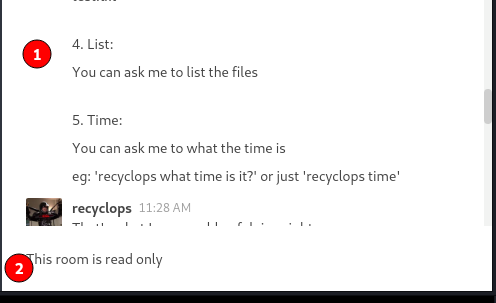 4. List:
1
You can ask me to list the files
5. Time:
You can ask me to what the time is
eg: 'recyclops what time is it?' or just 'recyclops time'
recyclops 11:28 AM
2 This room is read only